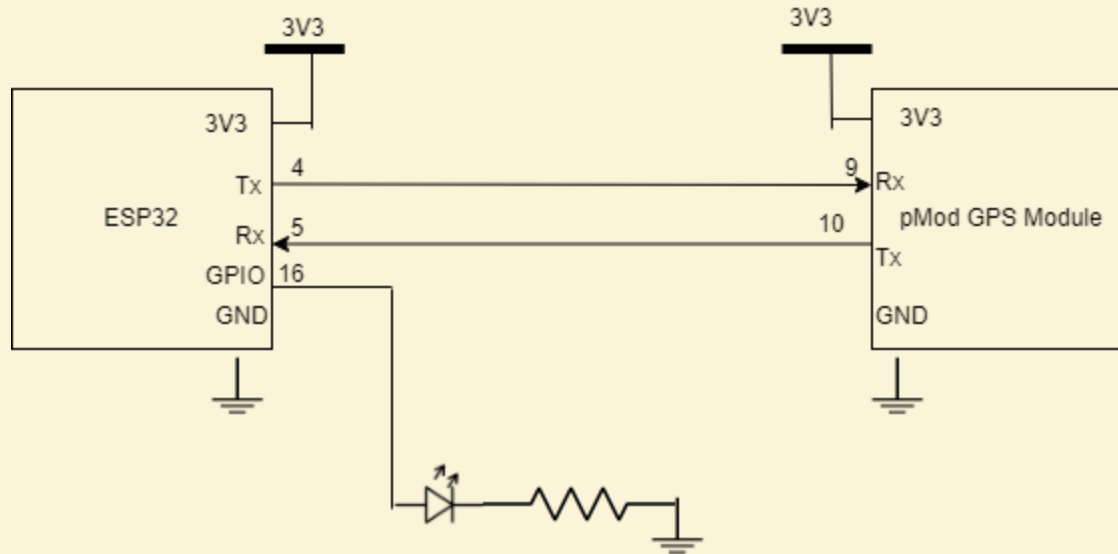 3V3
3V3
3V3
3V3
4
9
Tx
Rx
ESP32
pMod GPS Module
5
10
Rx
Tx
GPIO
16
GND
GND